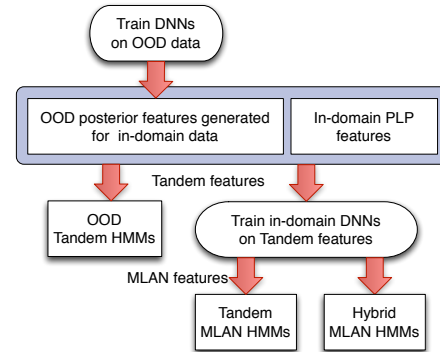 Train DNNs
on OOD data
OOD posterior features generated
for in-domain data
In-domain PLP
features
Tandem features
OOD
Tandem HMMs
Train in-domain DNNs
on Tandem features
MLAN features
Tandem
MLAN HMMs
Hybrid
MLAN HMMs